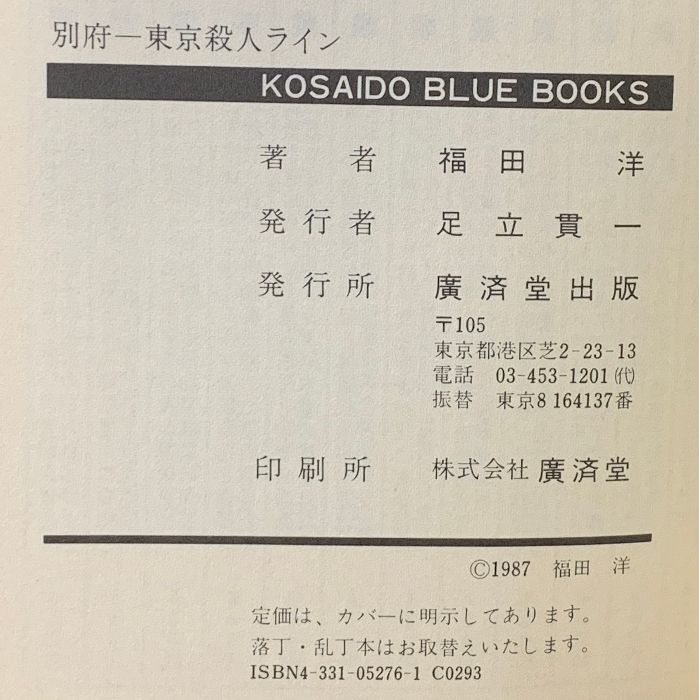 別府―東京殺人ライン
KOSAIDO BLUE BOOKS
著者 福田 洋
発行者 足立貫一
発行所 廣済堂出版
〒105
東京都港区芝2-23-13
電話 03-453-1201㈹
振替 東京8 164137番
印刷所 株式会社 廣済堂
©1987 福田 洋
定価は、カバーに明示してあります。
落丁・乱丁本はお取替えいたします。
ISBN4-331-05276-1 C0293